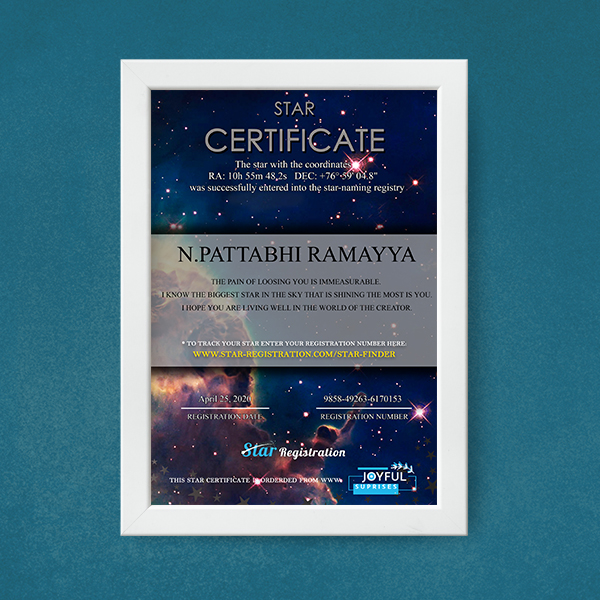 STAR
CERTIFICATE
The star with the coordinates
RA: 10h 55m 48,2s DEC: +76° 59' 04.8"
was successfully entered into the star-naming registry
N.PATTABHI RAMAYYA
THE PAIN OF LOOSING YOU IS IMMEASURABLE.
I KNOW THE BIGGEST STAR IN THE SKY THAT IS SHINING THE MOST IS YOU.
I HOPE YOU ARE LIVING WELL IN THE WORLD OF THE CREATOR.
* TO TRACK YOUR STAR ENTER YOUR REGISTRATION NUMBER HERE:
WWW.STAR-REGISTRATION.COM/STAR-FINDER
April 25, 2020 9858-49263-6170153
REGISTRATION DATE REGISTRATION NUMBER
Star Registration
THIS STAR CERTIFICATE IS ORDERDED FROM WWW. JOYFUL
SUPRISES